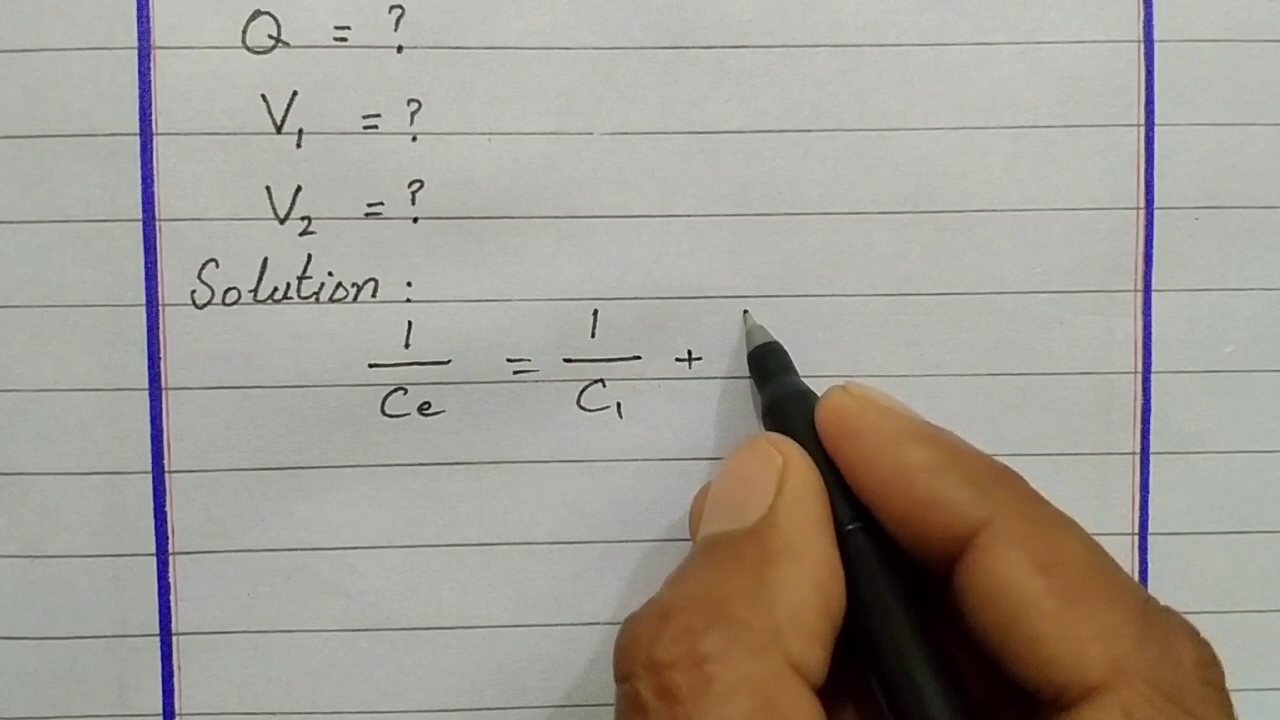 Q = ?
V₁ = ?
V₂ = ?
Solution :
1/Ce = 1/C₁ +